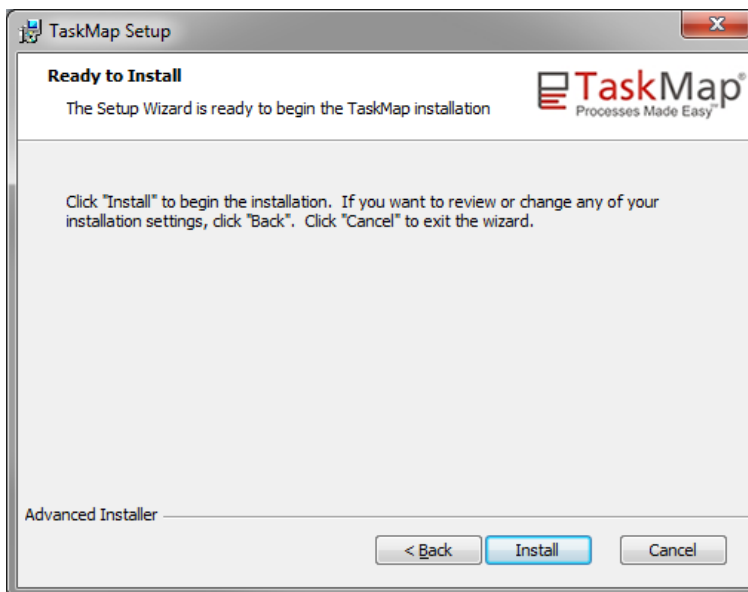 TaskMap Setup
X
Ready to Install
The Setup Wizard is ready to begin the TaskMap installation
TaskMap®
Processes Made Easy™
Click "Install" to begin the installation. If you want to review or change any of your
installation settings, click "Back". Click "Cancel" to exit the wizard.
Advanced Installer
< Back
Install
Cancel